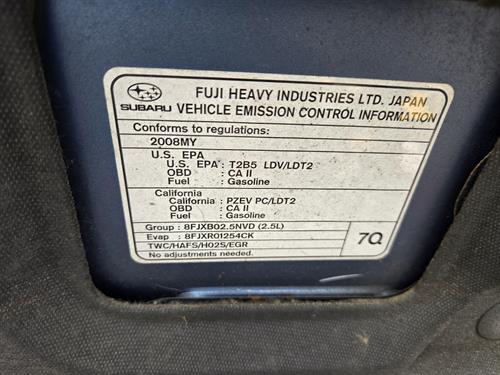 FUJI HEAVY INDUSTRIES LTD. JAPAN
SUBARU VEHICLE EMISSION CONTROL INFORMATION
Conforms to regulations:
2008MY
U.S. EPA
U.S. EPA : T2B5 LDV/LDT2
OBD : CA II
Fuel : Gasoline
California
California : PZEV PC/LDT2
OBD : CA II
Fuel : Gasoline
Group : 8FJXB02.5NVD (2.5L)
Evap : 8FJXR01254CK
TWC/HAFS/HO2S/EGR
No adjustments needed.
7Q